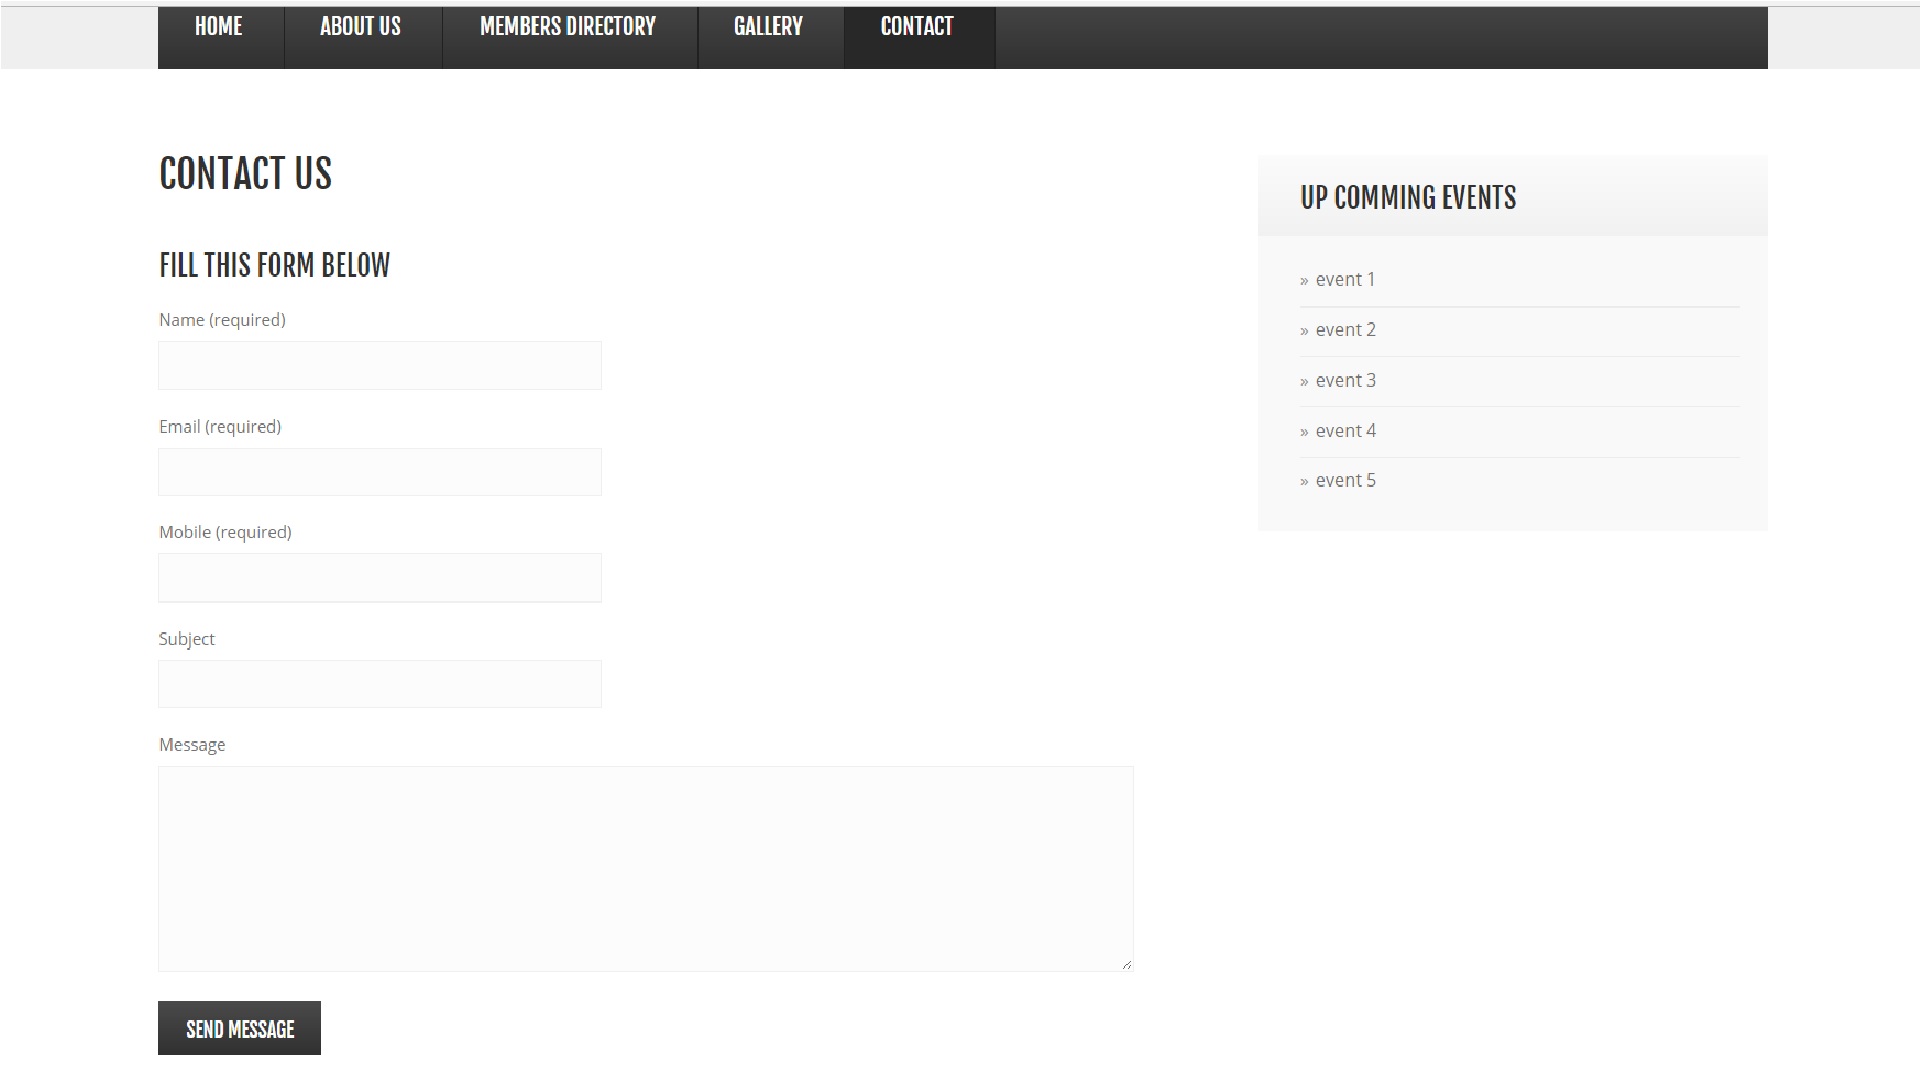 HOME ABOUT US MEMBERS DIRECTORY GALLERY CONTACT
CONTACT US
FILL THIS FORM BELOW
Name (required)
Email (required)
Mobile (required)
Subject
Message
SEND MESSAGE
UP COMMING EVENTS
» event 1
» event 2
» event 3
» event 4
» event 5